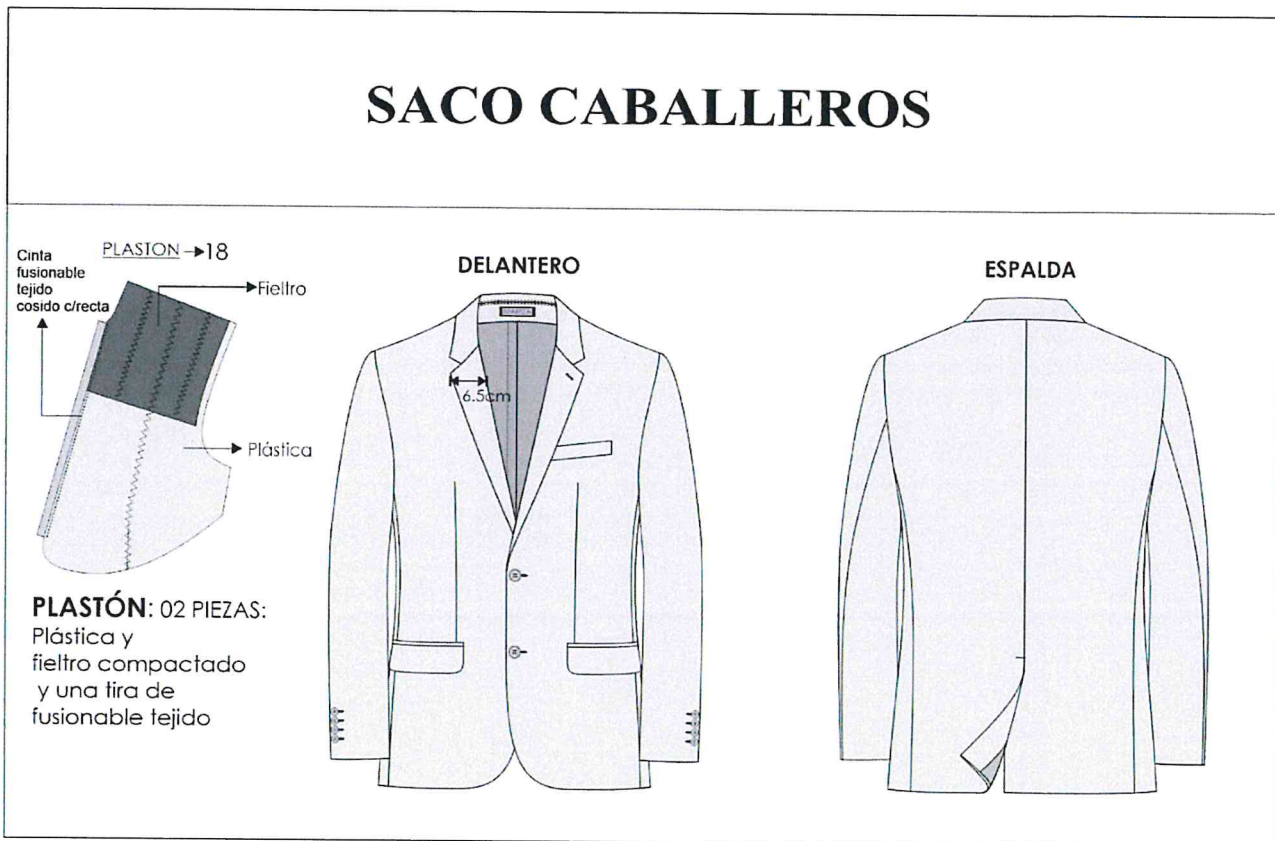 SACO CABALLEROS
Cinta
fusionable
tejido
cosido c/recta
PLASTON → 18
Fieltro
Plástica
PLASTÓN: 02 PIEZAS:
Plástica y
fieltro compactado
y una tira de
fusionable tejido
DELANTERO
6.5cm
ESPALDA